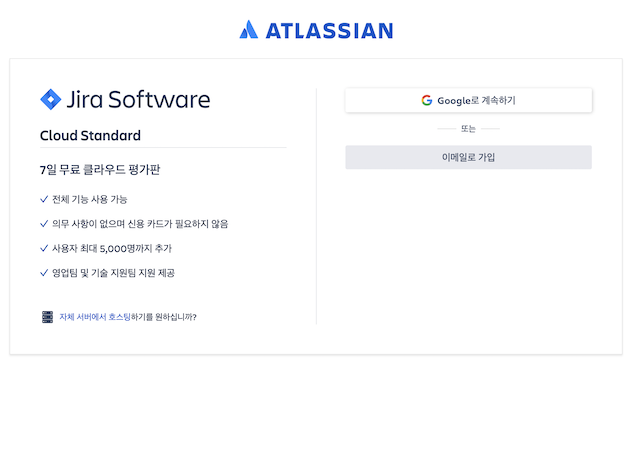 ATLASSIAN
Jira Software
Cloud Standard
7일 무료 클라우드 평가판
전체 기능 사용 가능
의무 사항이 없으며 신용 카드가 필요하지 않음
사용자 최대 5,000명까지 추가
영업팀 및 기술 지원팀 지원 제공
자체 서버에서 호스팅하기를 원하십니까?
Google로 계속하기
또는
이메일로 가입